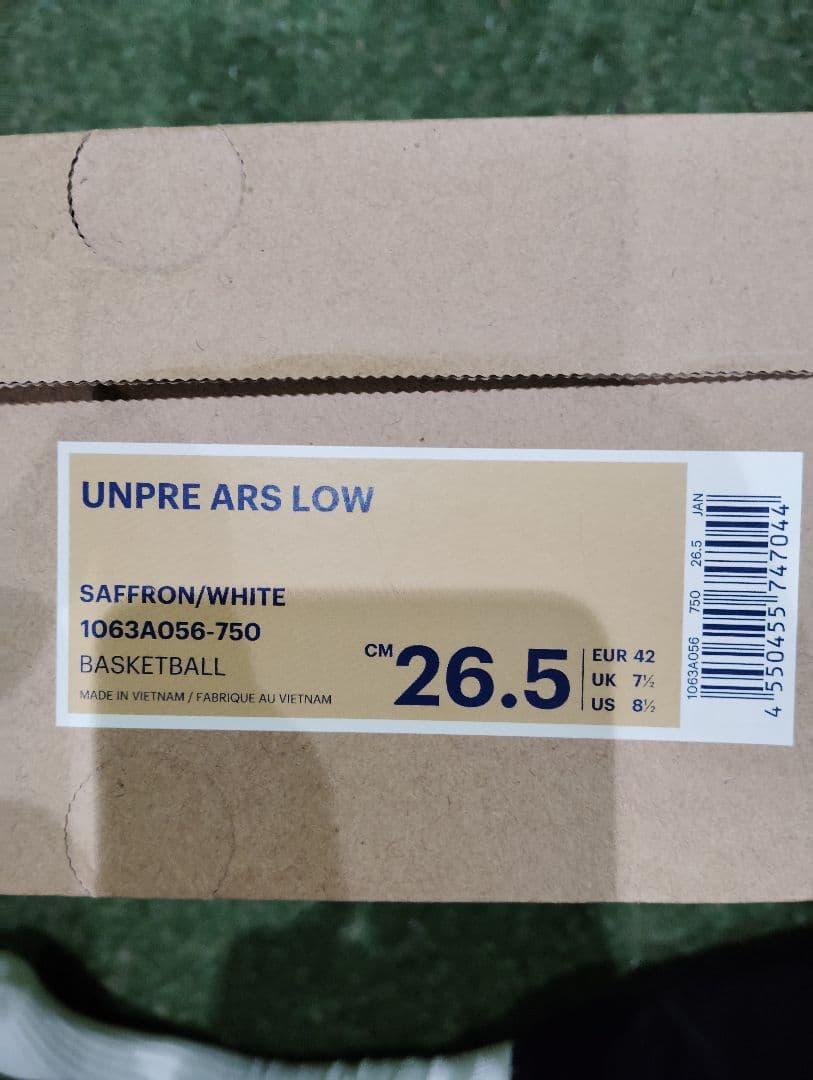 UNPRE ARS LOW
SAFFRON/WHITE
1063A056-750
BASKETBALL
MADE IN VIETNAM / FABRIQUE AU VIETNAM
CM 26.5
EUR 42
UK 7½
US 8½
1063A056 750 26.5 JAN
4 550455 747044